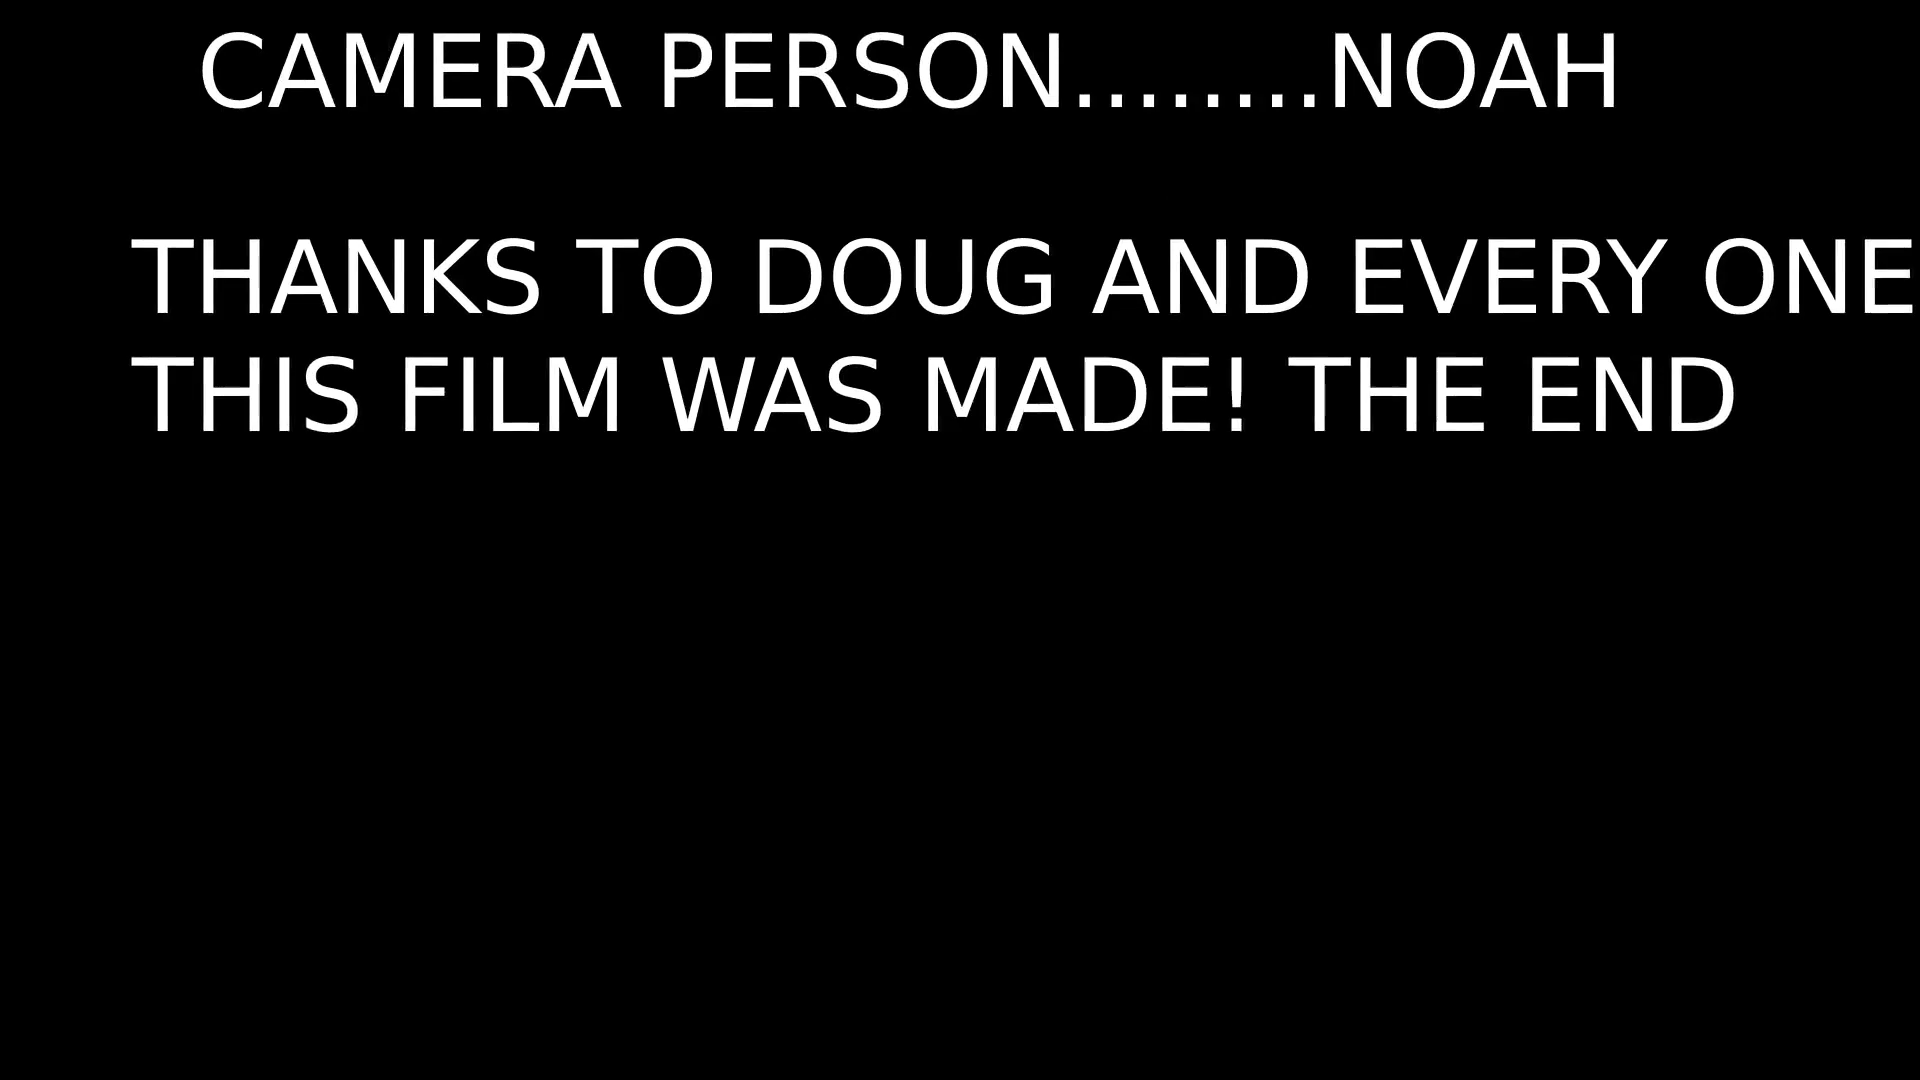 CAMERA PERSON........NOAH
THANKS TO DOUG AND EVERY ONE
THIS FILM WAS MADE! THE END